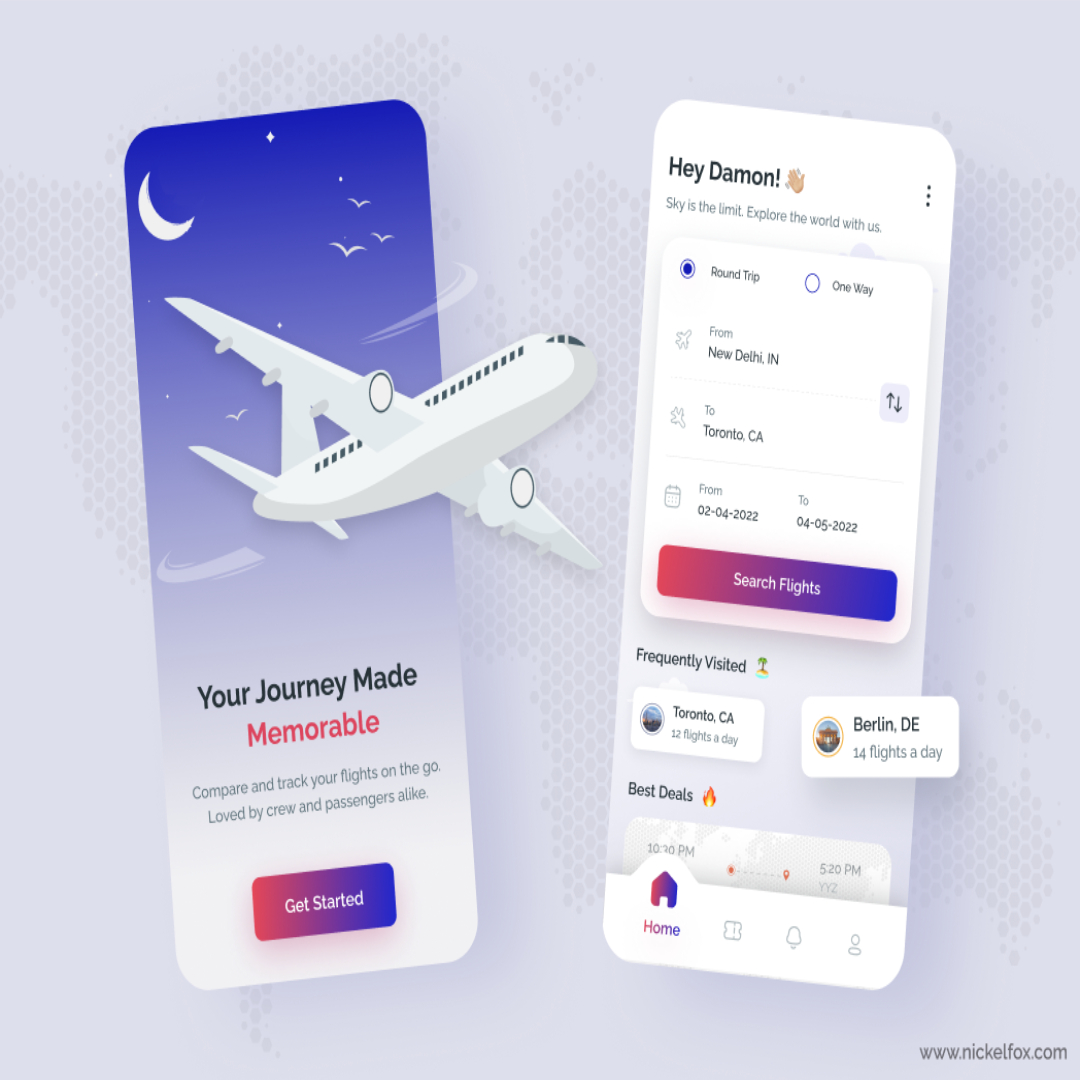 Your Journey Made
Memorable
Compare and track your flights on the go.
Loved by crew and passengers alike.
Get Started
Hey Damon! 👋🏼
Sky is the limit. Explore the world with us.
Round Trip
One Way
From
New Delhi, IN
To
Toronto, CA
From
To
02-04-2022
04-05-2022
Search Flights
Frequently Visited 🏝️
Toronto, CA
12 flights a day
Berlin, DE
14 flights a day
Best Deals 🔥
10:30 PM
5:20 PM
YYZ
Home
www.nickelfox.com